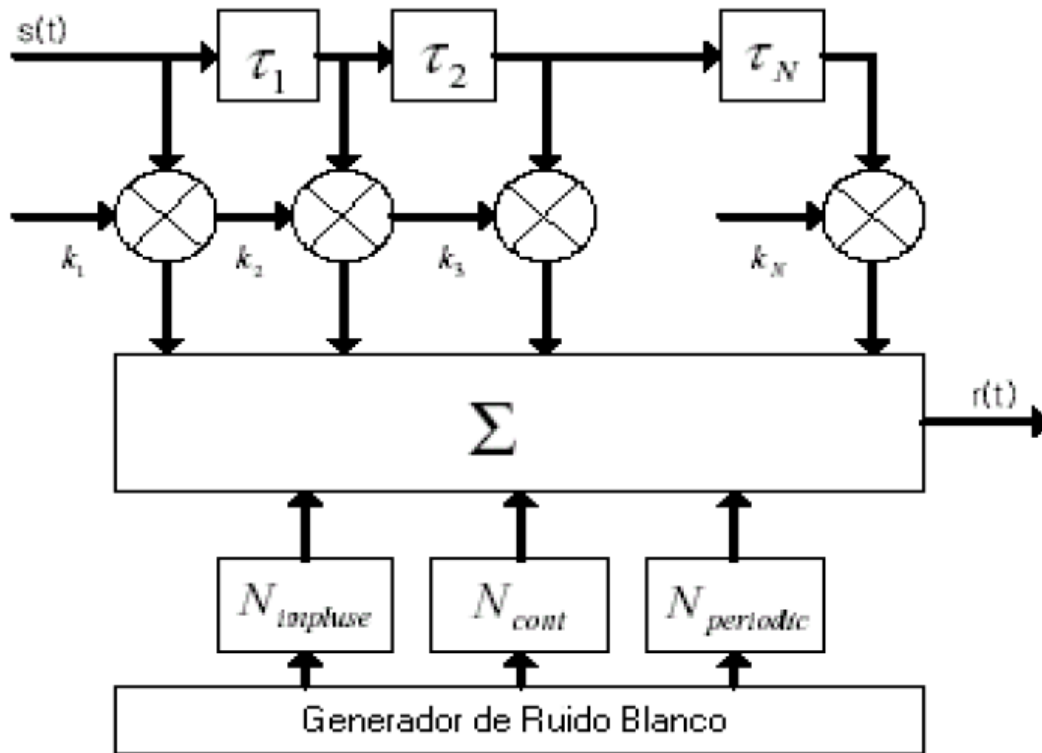 s(t)
τ1 τ2 τN
k1 k2 k3 kN
Σ
r(t)
Nimpluse Ncont Nperiodic
Generador de Ruido Blanco